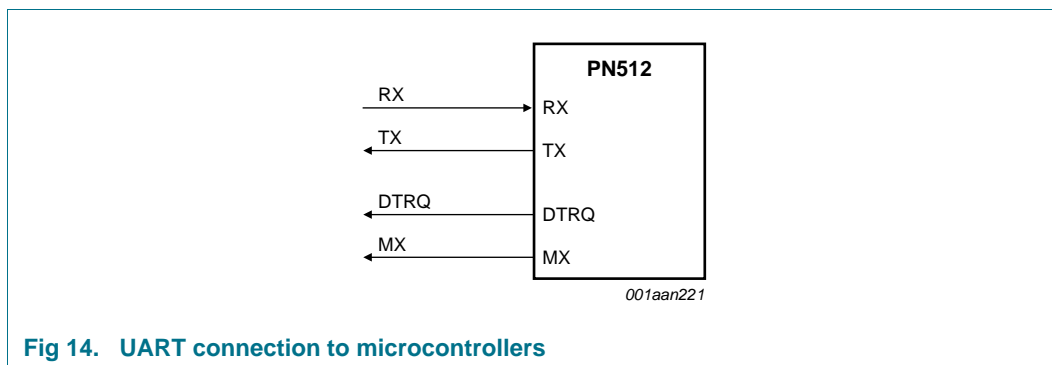 PN512
RX RX
TX TX
DTRQ DTRQ
MX MX
001aan221
Fig 14. UART connection to microcontrollers